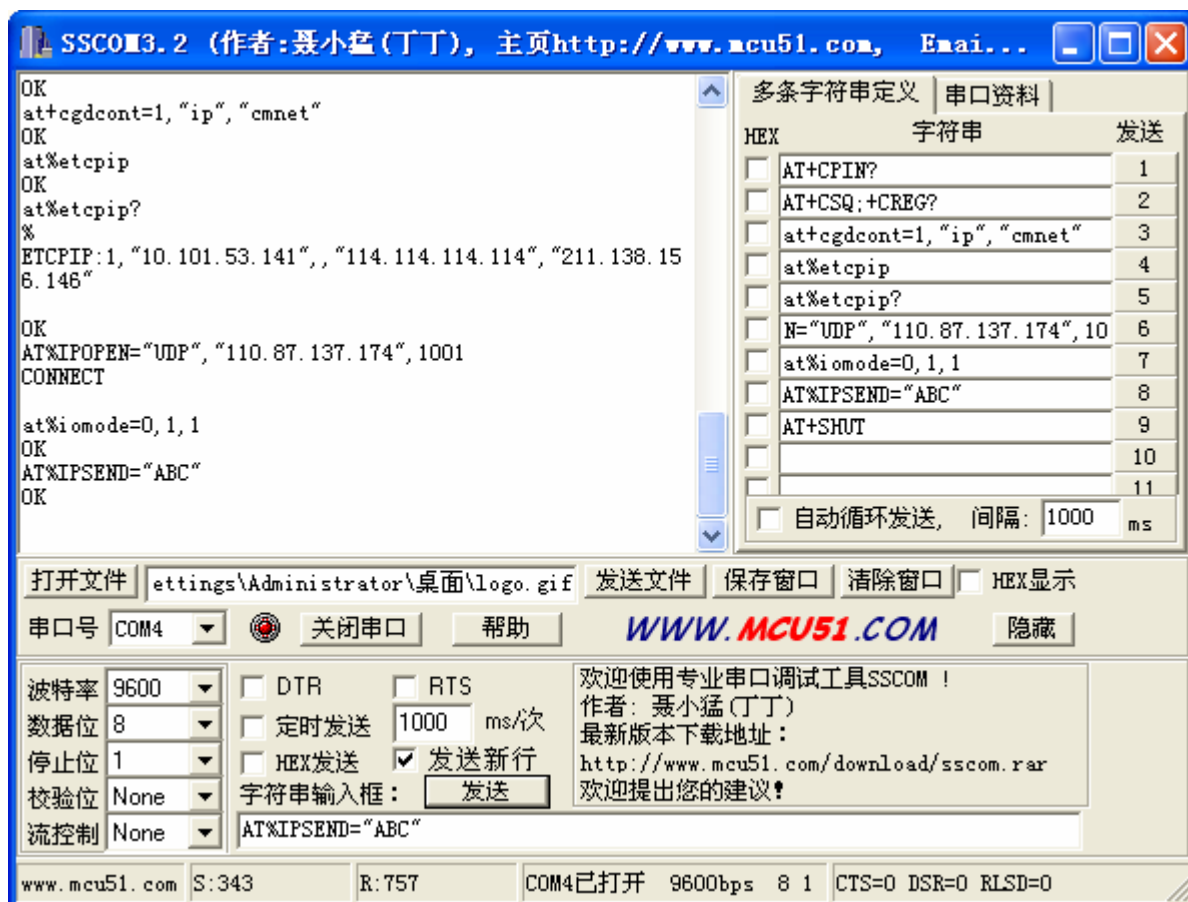 SSCOM3.2 (作者:聂小猛(丁丁), 主页http://www.mcu51.com, Emai...
OK
at+cgdcont=1,"ip","cmnet"
OK
at%etcpip
OK
at%etcpip?
%
ETCPIP:1,"10.101.53.141",,"114.114.114.114","211.138.15
6.146"
OK
AT%IPOPEN="UDP","110.87.137.174",1001
CONNECT
at%iomode=0,1,1
OK
AT%IPSEND="ABC"
OK
多条字符串定义 串口资料
HEX 字符串 发送
AT+CPIN? 1
AT+CSQ;+CREG? 2
at+cgdcont=1,"ip","cmnet" 3
at%etcpip 4
at%etcpip? 5
N="UDP","110.87.137.174",10 6
at%iomode=0,1,1 7
AT%IPSEND="ABC" 8
AT+SHUT 9
10
11
自动循环发送, 间隔: 1000 ms
打开文件 ettings\Administrator\桌面\logo.gif 发送文件 保存窗口 清除窗口 HEX显示
串口号 COM4 关闭串口 帮助 WWW.MCU51.COM 隐藏
波特率 9600 DTR RTS
数据位 8 定时发送 1000 ms/次
停止位 1 HEX发送 发送新行
校验位 None 字符串输入框: 发送
流控制 None AT%IPSEND="ABC"
欢迎使用专业串口调试工具SSCOM !
作者: 聂小猛(丁丁)
最新版本下载地址:
http://www.mcu51.com/download/sscom.rar
欢迎提出您的建议!
www.mcu51.com S:343 R:757 COM4已打开 9600bps 8 1 CTS=0 DSR=0 RLSD=0